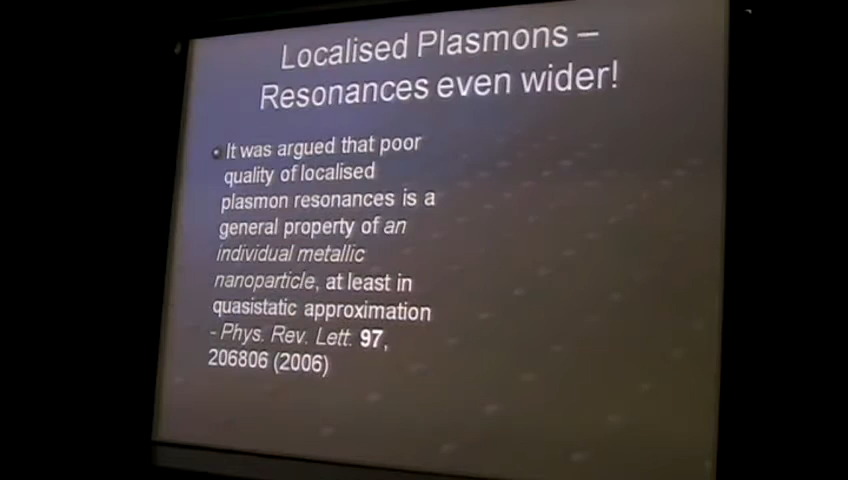 Localised Plasmons –
Resonances even wider!
It was argued that poor
quality of localised
plasmon resonances is a
general property of an
individual metallic
nanoparticle, at least in
quasistatic approximation
- Phys. Rev. Lett. 97,
206806 (2006)